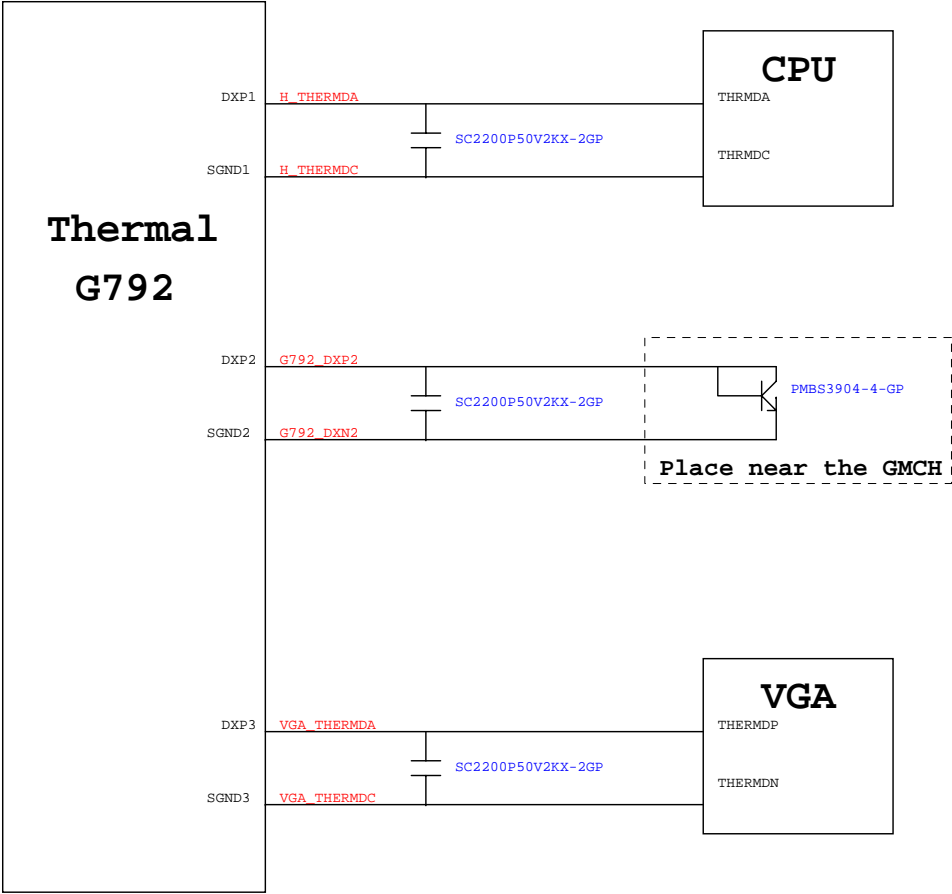 CPU
DXP1 H_THERMDA THRMDA
SC2200P50V2KX-2GP
THRMDC
SGND1 H_THERMDC
Thermal
G792
DXP2 G792_DXP2
PMBS3904-4-GP
SC2200P50V2KX-2GP
SGND2 G792_DXN2
Place near the GMCH
VGA
DXP3 VGA_THERMDA THERMDP
SC2200P50V2KX-2GP
THERMDN
SGND3 VGA_THERMDC